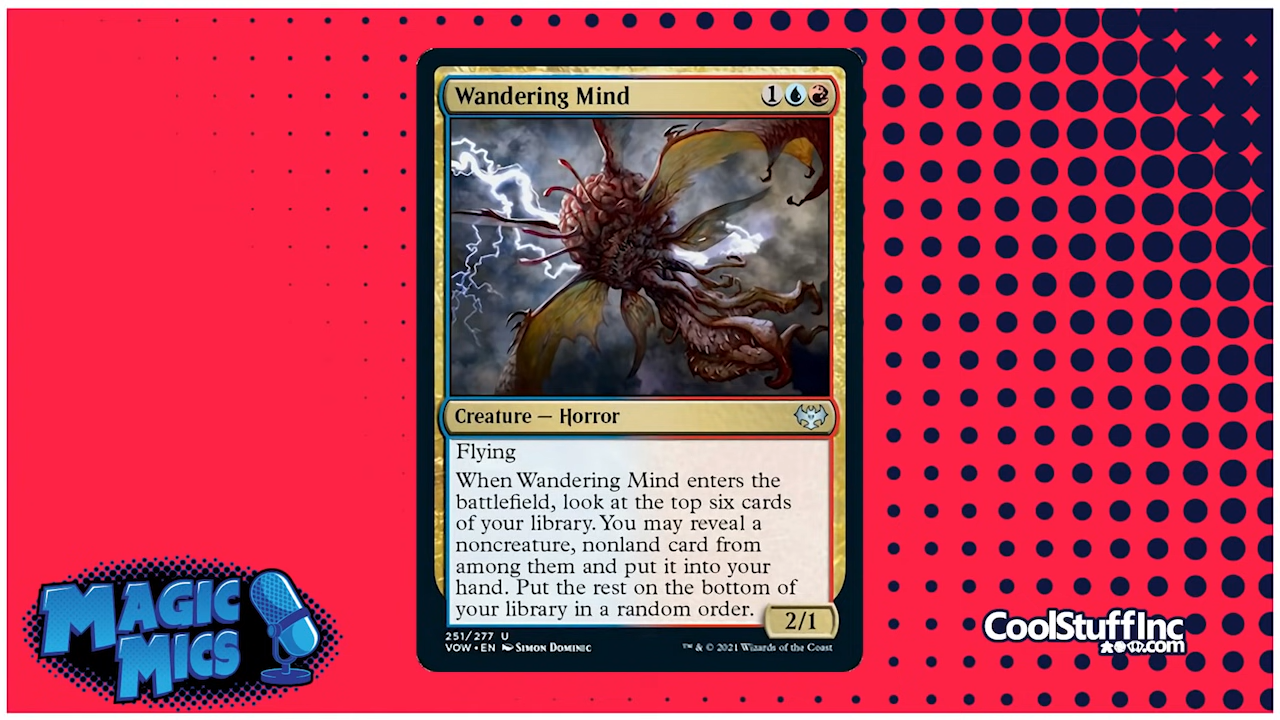 Wandering Mind 1
Creature — Horror
Flying
When Wandering Mind enters the
battlefield, look at the top six cards
of your library. You may reveal a
noncreature, nonland card from
among them and put it into your
hand. Put the rest on the bottom of
your library in a random order.
2/1
251/277 U
VOW • EN Simon Dominic
™ & © 2021 Wizards of the Coast
MAGIC
MICS
CoolStuffInc
.com